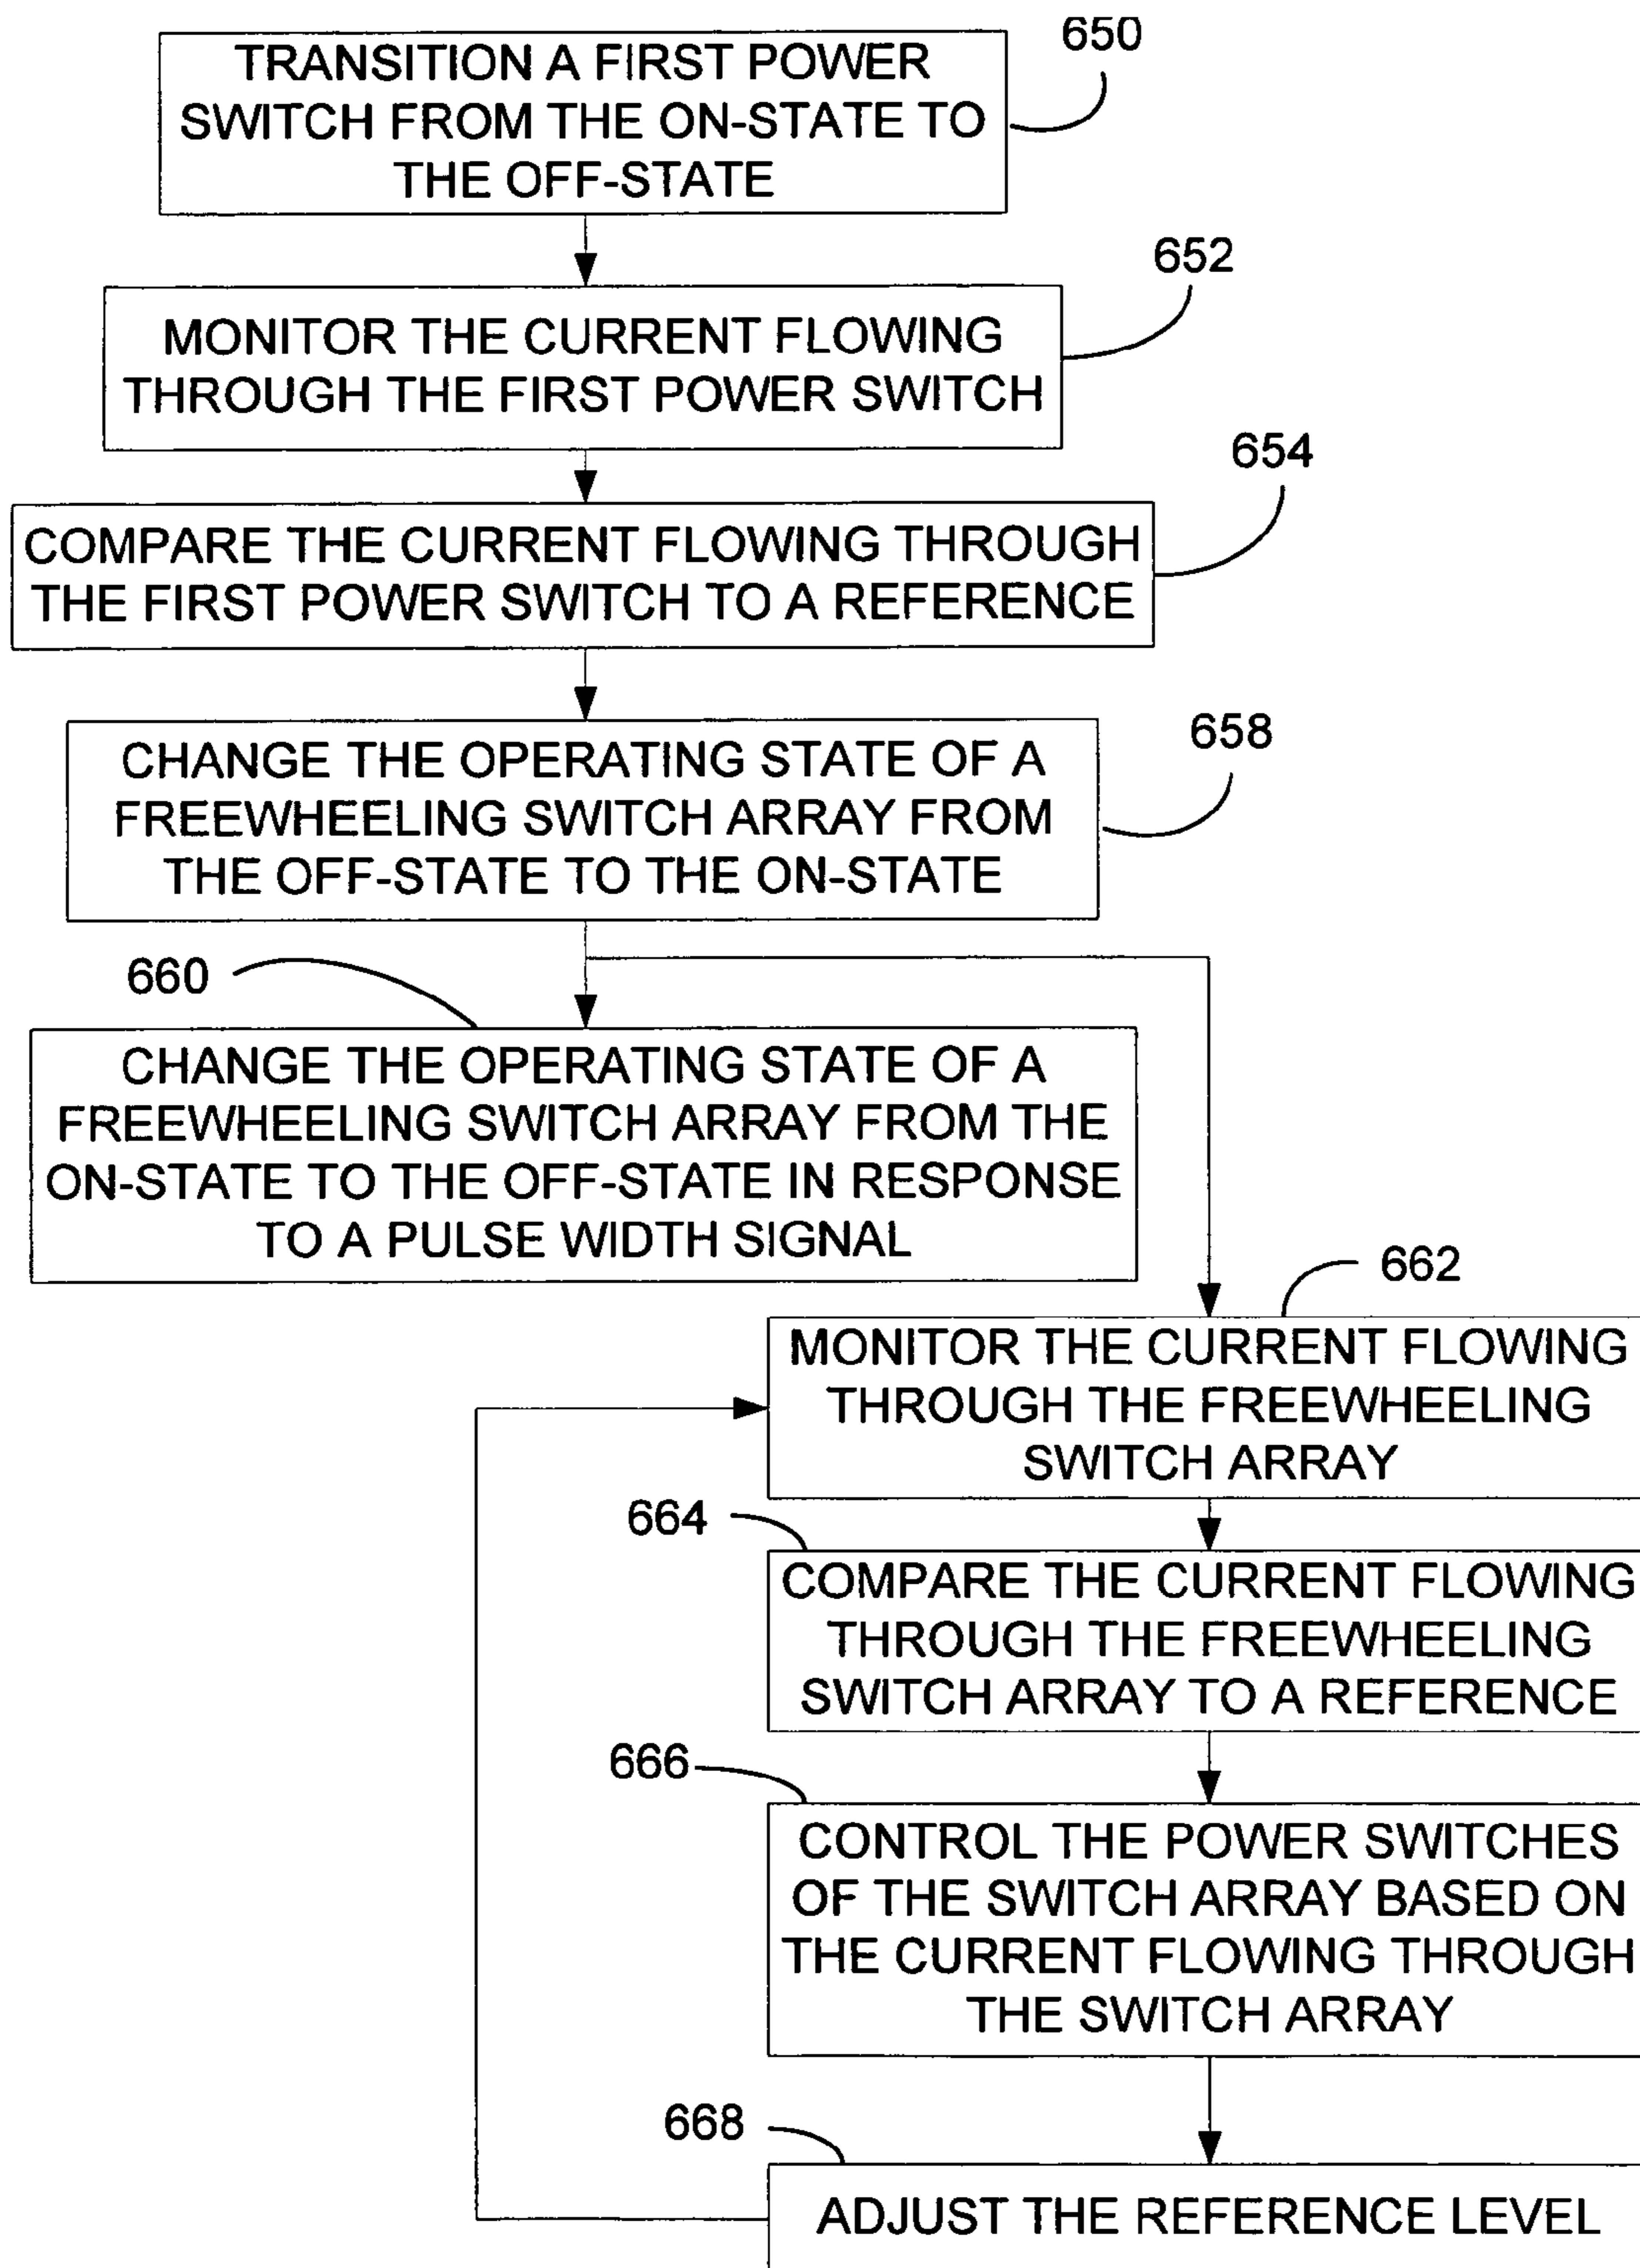 650
TRANSITION A FIRST POWER
SWITCH FROM THE ON-STATE TO
THE OFF-STATE
652
MONITOR THE CURRENT FLOWING
THROUGH THE FIRST POWER SWITCH
654
COMPARE THE CURRENT FLOWING THROUGH
THE FIRST POWER SWITCH TO A REFERENCE
658
CHANGE THE OPERATING STATE OF A
FREEWHEELING SWITCH ARRAY FROM
THE OFF-STATE TO THE ON-STATE
660
CHANGE THE OPERATING STATE OF A
FREEWHEELING SWITCH ARRAY FROM THE
ON-STATE TO THE OFF-STATE IN RESPONSE
TO A PULSE WIDTH SIGNAL
662
MONITOR THE CURRENT FLOWING
THROUGH THE FREEWHEELING
SWITCH ARRAY
664
COMPARE THE CURRENT FLOWING
THROUGH THE FREEWHEELING
SWITCH ARRAY TO A REFERENCE
666
CONTROL THE POWER SWITCHES
OF THE SWITCH ARRAY BASED ON
THE CURRENT FLOWING THROUGH
THE SWITCH ARRAY
668
ADJUST THE REFERENCE LEVEL